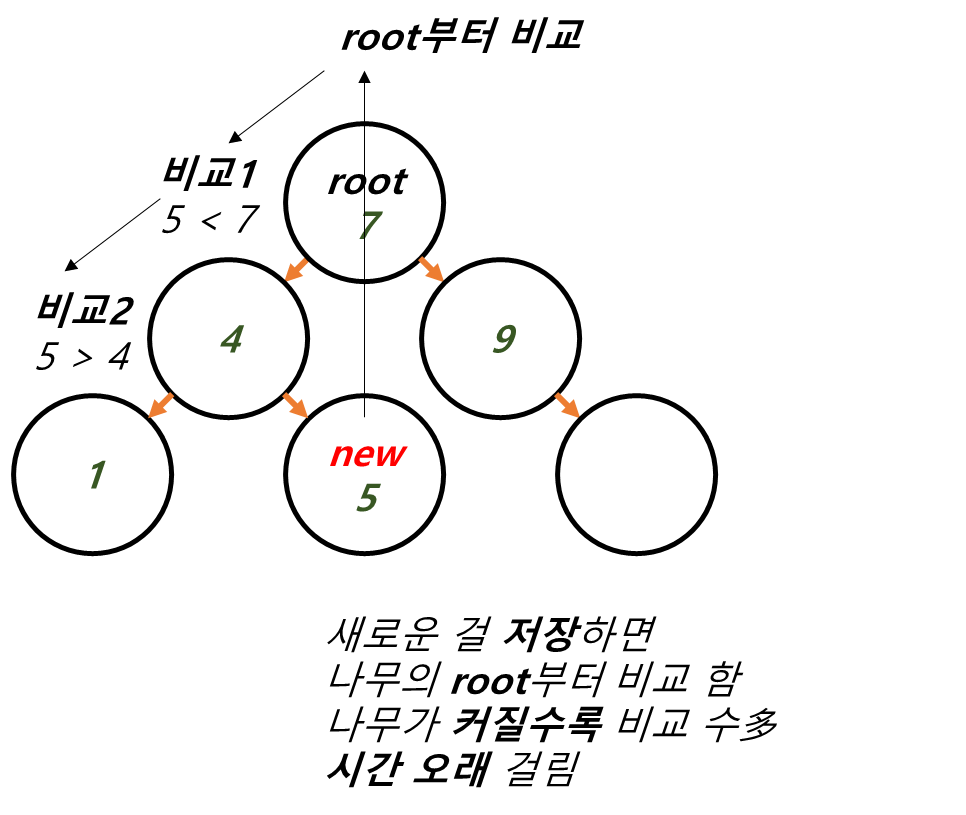 root부터 비교
비교1
5 < 7
root
7
비교2
5 > 4
4
9
1
new
5
새로운 걸 저장하면
나무의 root부터 비교 함
나무가 커질수록 비교 수多
시간 오래 걸림